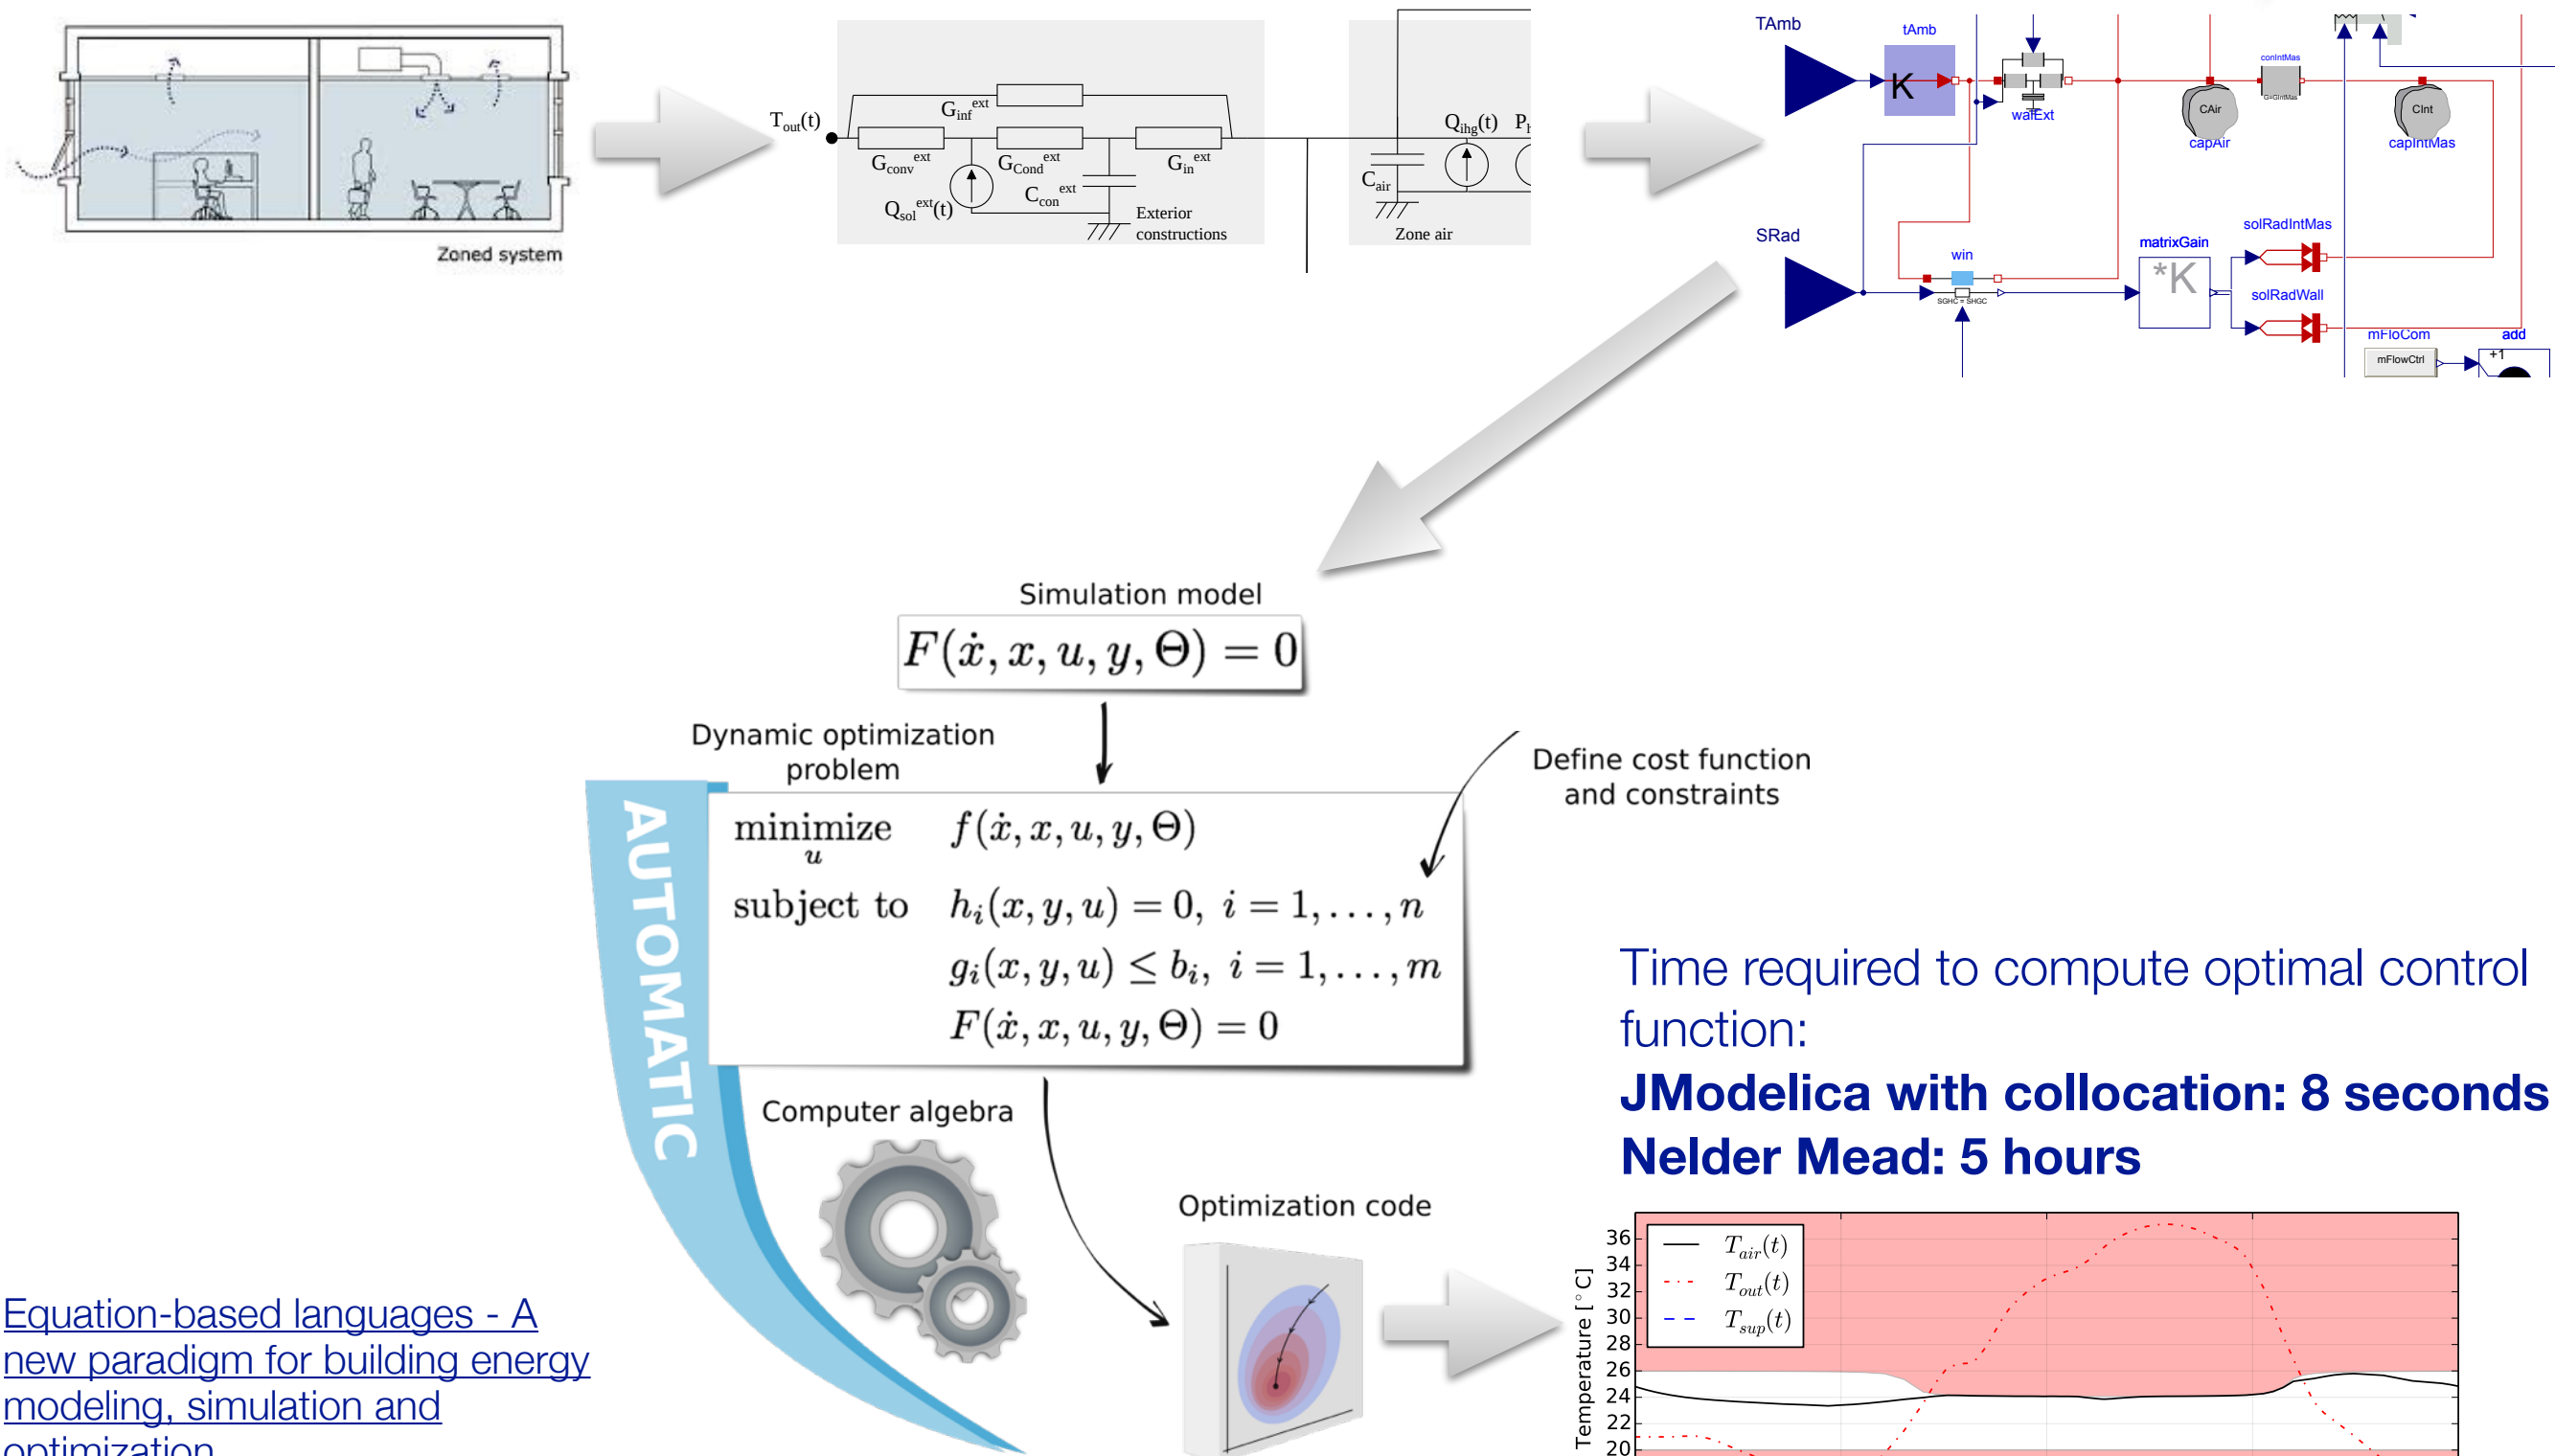 Zoned system
T_out(t)
G_inf^ext
G_conv^ext
G_Cond^ext
G_in^ext
Q_sol^ext(t)
C_con^ext
Exterior
constructions
Q_ihg(t)
C_air
Zone air
TAmb
tAmb
K
walExt
CAir
capAir
conIntMas
G=GIntMas
CInt
capIntMas
SRad
win
SGHC = SHGC
matrixGain
*K
solRadIntMas
solRadWall
mFloCom
mFlowCtrl
add
+1
Simulation model
F(ẋ, x, u, y, Θ) = 0
Dynamic optimization
problem
Define cost function
and constraints
AUTOMATIC
minimize f(ẋ, x, u, y, Θ)
u
subject to h_i(x, y, u) = 0, i = 1, . . . , n
g_i(x, y, u) ≤ b_i, i = 1, . . . , m
F(ẋ, x, u, y, Θ) = 0
Computer algebra
Optimization code
Time required to compute optimal control
function:
JModelica with collocation: 8 seconds
Nelder Mead: 5 hours
Temperature [°C]
36
34
32
30
28
26
24
22
20
T_air(t)
T_out(t)
T_sup(t)
Equation-based languages - A
new paradigm for building energy
modeling, simulation and
optimization